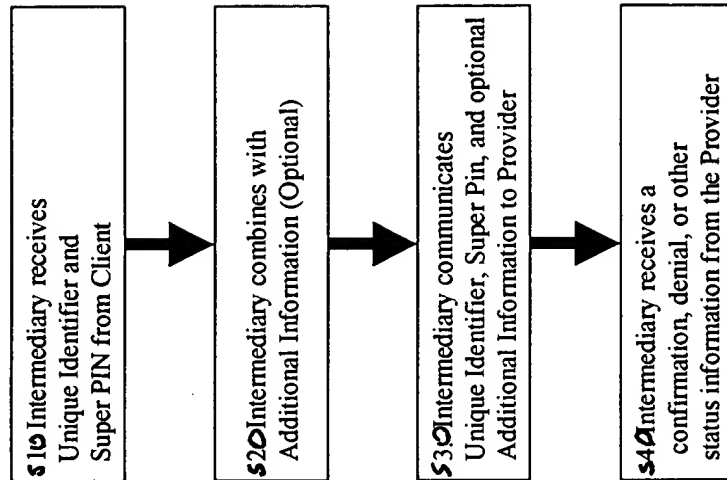 S10 Intermediary receives
Unique Identifier and
Super PIN from Client
S20 Intermediary combines with
Additional Information (Optional)
S30 Intermediary communicates
Unique Identifier, Super Pin, and optional
Additional Information to Provider
S40 Intermediary receives a
confirmation, denial, or other
status information from the Provider